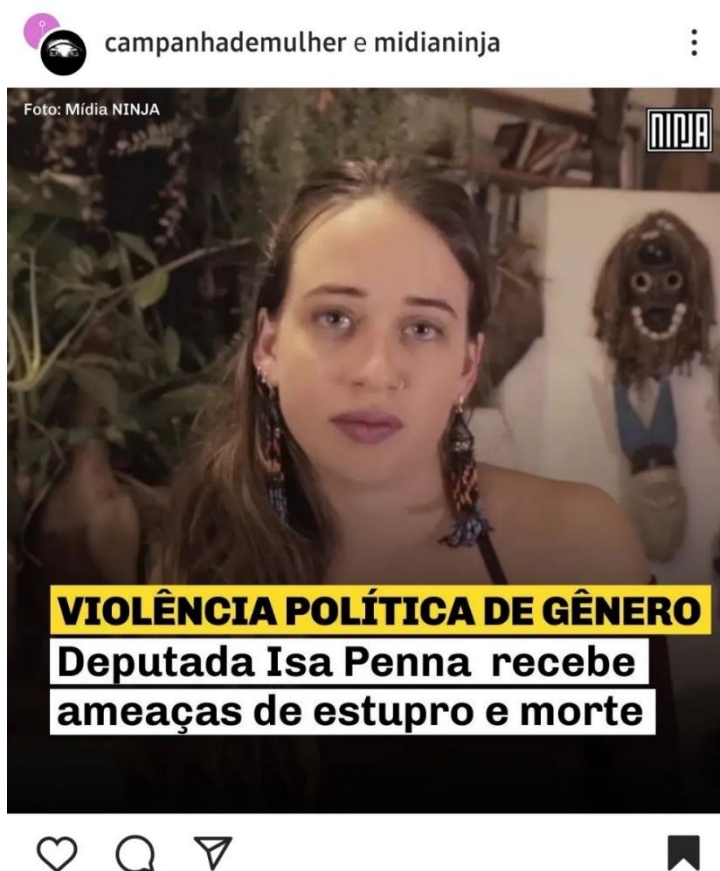 campanhademulher e midianinja
Foto: Mídia NINJA
NINJA
VIOLÊNCIA POLÍTICA DE GÊNERO
Deputada Isa Penna recebe
ameaças de estupro e morte